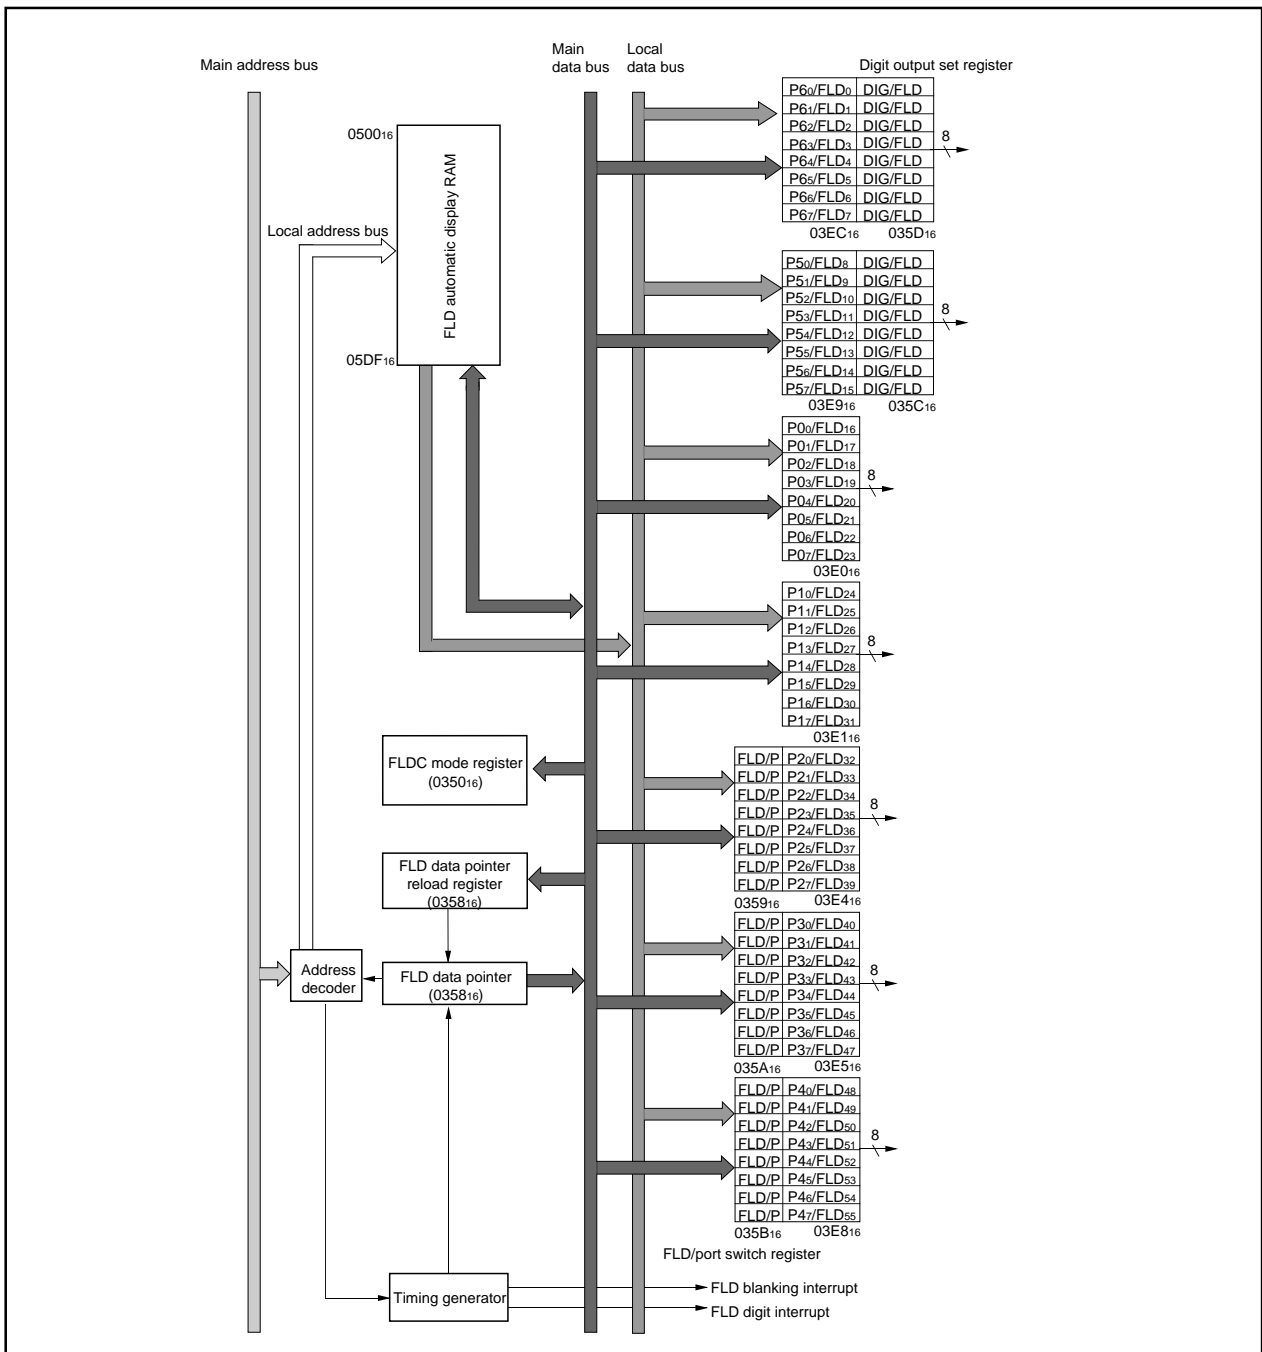 Main address bus
Main
data bus
Local
data bus
Digit output set register
0500₁₆
FLD automatic display RAM
05DF₁₆
Local address bus
P6₀/FLD₀ DIG/FLD
P6₁/FLD₁ DIG/FLD
P6₂/FLD₂ DIG/FLD
P6₃/FLD₃ DIG/FLD
P6₄/FLD₄ DIG/FLD
P6₅/FLD₅ DIG/FLD
P6₆/FLD₆ DIG/FLD
P6₇/FLD₇ DIG/FLD
03EC₁₆ 035D₁₆
8
P5₀/FLD₈ DIG/FLD
P5₁/FLD₉ DIG/FLD
P5₂/FLD₁₀ DIG/FLD
P5₃/FLD₁₁ DIG/FLD
P5₄/FLD₁₂ DIG/FLD
P5₅/FLD₁₃ DIG/FLD
P5₆/FLD₁₄ DIG/FLD
P5₇/FLD₁₅ DIG/FLD
03E9₁₆ 035C₁₆
8
P0₀/FLD₁₆
P0₁/FLD₁₇
P0₂/FLD₁₈
P0₃/FLD₁₉
P0₄/FLD₂₀
P0₅/FLD₂₁
P0₆/FLD₂₂
P0₇/FLD₂₃
03E0₁₆
8
P1₀/FLD₂₄
P1₁/FLD₂₅
P1₂/FLD₂₆
P1₃/FLD₂₇
P1₄/FLD₂₈
P1₅/FLD₂₉
P1₆/FLD₃₀
P1₇/FLD₃₁
03E1₁₆
8
FLDC mode register
(0350₁₆)
FLD/P P2₀/FLD₃₂
FLD/P P2₁/FLD₃₃
FLD/P P2₂/FLD₃₄
FLD/P P2₃/FLD₃₅
FLD/P P2₄/FLD₃₆
FLD/P P2₅/FLD₃₇
FLD/P P2₆/FLD₃₈
FLD/P P2₇/FLD₃₉
0359₁₆ 03E4₁₆
8
FLD data pointer
reload register
(0358₁₆)
Address
decoder
FLD data pointer
(0358₁₆)
FLD/P P3₀/FLD₄₀
FLD/P P3₁/FLD₄₁
FLD/P P3₂/FLD₄₂
FLD/P P3₃/FLD₄₃
FLD/P P3₄/FLD₄₄
FLD/P P3₅/FLD₄₅
FLD/P P3₆/FLD₄₆
FLD/P P3₇/FLD₄₇
035A₁₆ 03E5₁₆
8
FLD/P P4₀/FLD₄₈
FLD/P P4₁/FLD₄₉
FLD/P P4₂/FLD₅₀
FLD/P P4₃/FLD₅₁
FLD/P P4₄/FLD₅₂
FLD/P P4₅/FLD₅₃
FLD/P P4₆/FLD₅₄
FLD/P P4₇/FLD₅₅
035B₁₆ 03E8₁₆
8
FLD/port switch register
Timing generator
FLD blanking interrupt
FLD digit interrupt